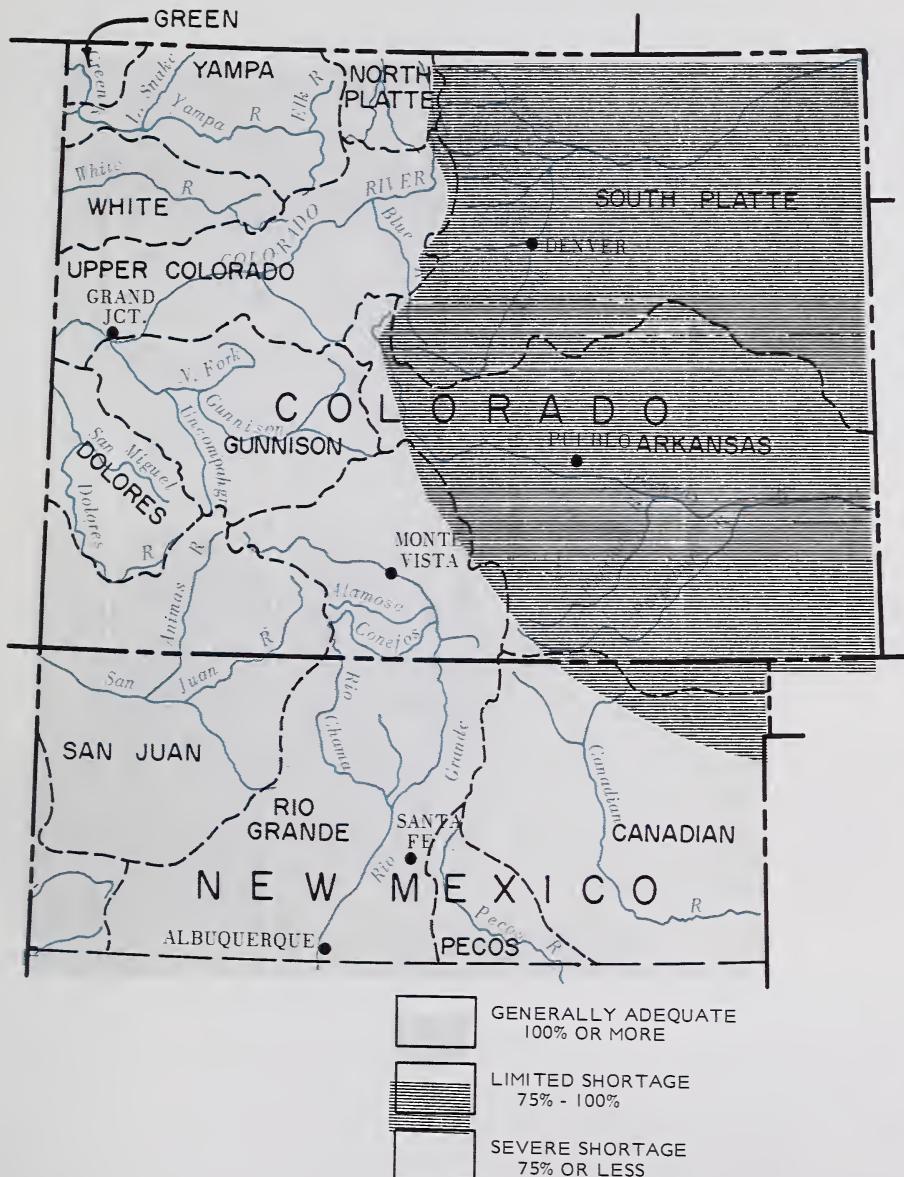 GREEN
Green
L. Snake
YAMPA
Elk R
NORTH
PLATTE
Yampa R
White R
WHITE
COLORADO RIVER
Blue
SOUTH PLATTE
DENVER
UPPER COLORADO
GRAND
JCT.
N. Fork
Gunnison
COLORADO
Uncompahgre
GUNNISON
PUEBLO
ARKANSAS
San Miguel
DOLORES
Dolores R
MONTE
VISTA
Animas R
Alamosa
Conejos
San Juan R
Rio Chama
SAN JUAN
Rio Grande
Canadian R
RIO
GRANDE
SANTA
FE
CANADIAN
NEW MEXICO
Pecos R
ALBUQUERQUE
PECOS
GENERALLY ADEQUATE
100% OR MORE
LIMITED SHORTAGE
75% - 100%
SEVERE SHORTAGE
75% OR LESS